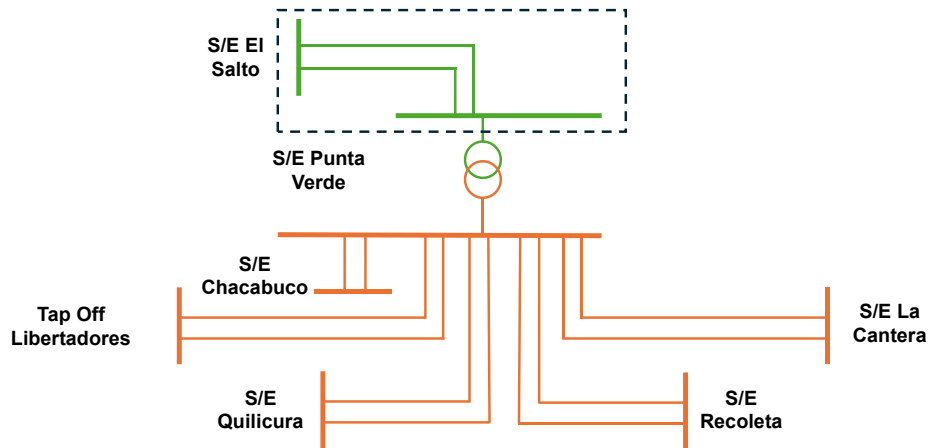 S/E El
Salto
S/E Punta
Verde
S/E
Chacabuco
Tap Off
Libertadores
S/E La
Cantera
S/E
Quilicura
S/E
Recoleta